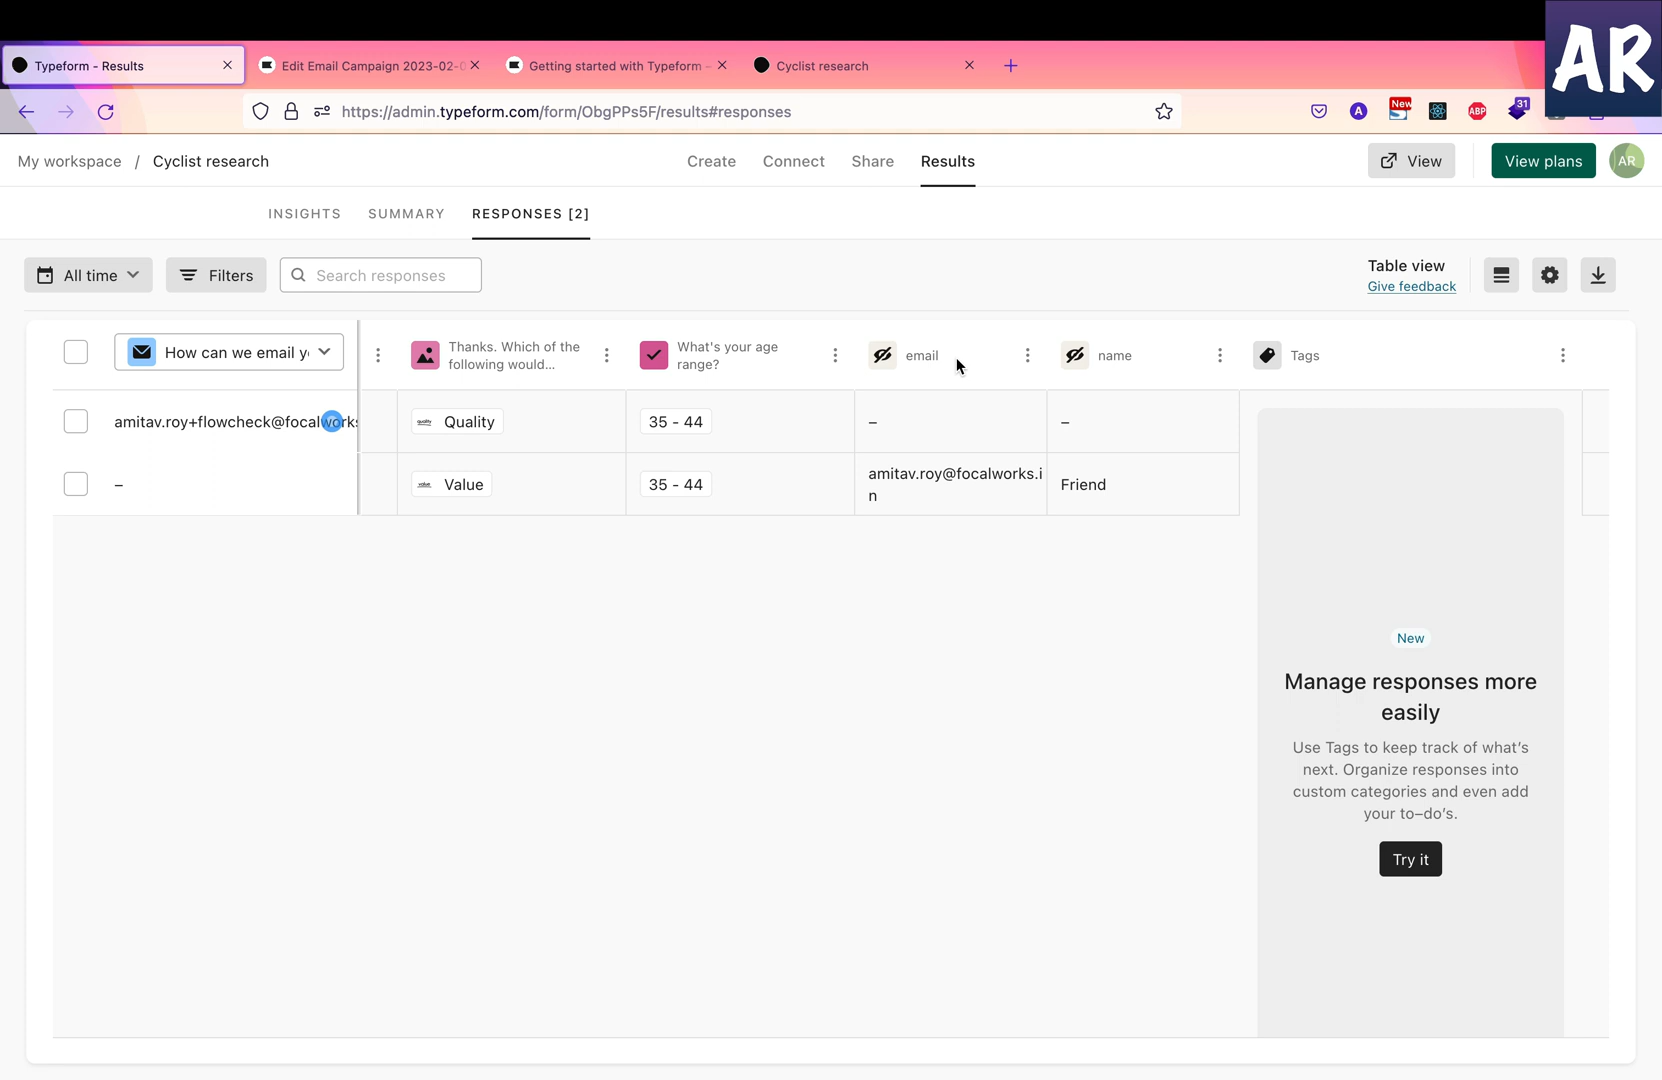 AR
Typeform - Results
Edit Email Campaign 2023-02-0
Getting started with Typeform -
Cyclist research
https://admin.typeform.com/form/ObgPPs5F/results#responses
A
New
ABP
31
My workspace / Cyclist research
Create
Connect
Share
Results
View
View plans
AR
INSIGHTS
SUMMARY
RESPONSES [2]
All time
Filters
Search responses
Table view
Give feedback
How can we email y
Thanks. Which of the
following would...
What's your age
range?
email
name
Tags
amitav.roy+flowcheck@focalworks
Quality
35 - 44
–
–
–
Value
35 - 44
amitav.roy@focalworks.i
n
Friend
New
Manage responses more
easily
Use Tags to keep track of what's
next. Organize responses into
custom categories and even add
your to–do's.
Try it